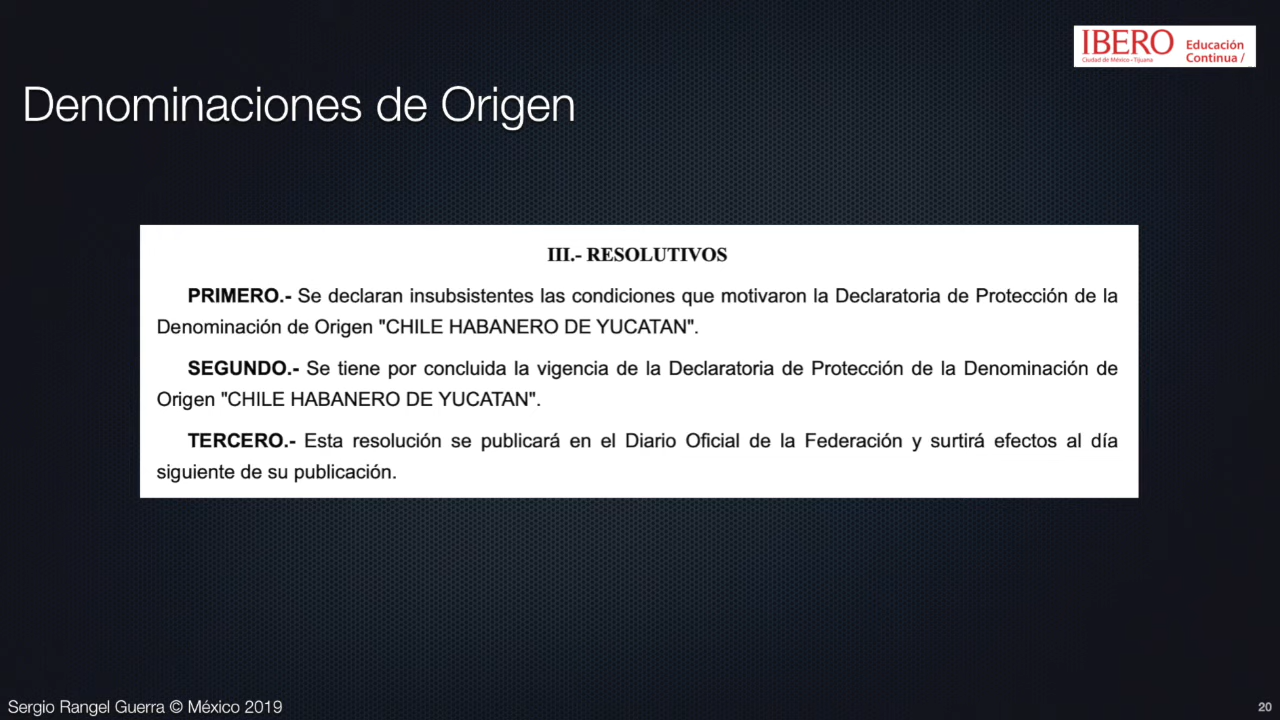 IBERO
Ciudad de México - Tijuana
Educación
Continua /
Denominaciones de Origen
III.- RESOLUTIVOS
PRIMERO.- Se declaran insubsistentes las condiciones que motivaron la Declaratoria de Protección de la
Denominación de Origen "CHILE HABANERO DE YUCATAN".
SEGUNDO.- Se tiene por concluida la vigencia de la Declaratoria de Protección de la Denominación de
Origen "CHILE HABANERO DE YUCATAN".
TERCERO.- Esta resolución se publicará en el Diario Oficial de la Federación y surtirá efectos al día
siguiente de su publicación.
Sergio Rangel Guerra © México 2019
20